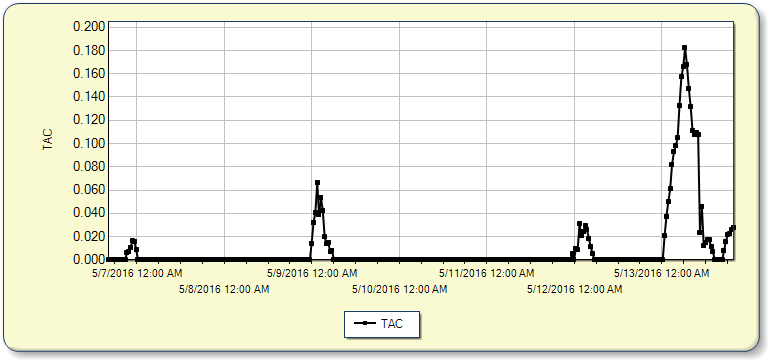 0.200
0.180
0.160
0.140
0.120
0.100
0.080
0.060
0.040
0.020
0.000
TAC
5/7/2016 12:00 AM
5/9/2016 12:00 AM
5/11/2016 12:00 AM
5/13/2016 12:00 AM
5/8/2016 12:00 AM
5/10/2016 12:00 AM
5/12/2016 12:00 AM
TAC